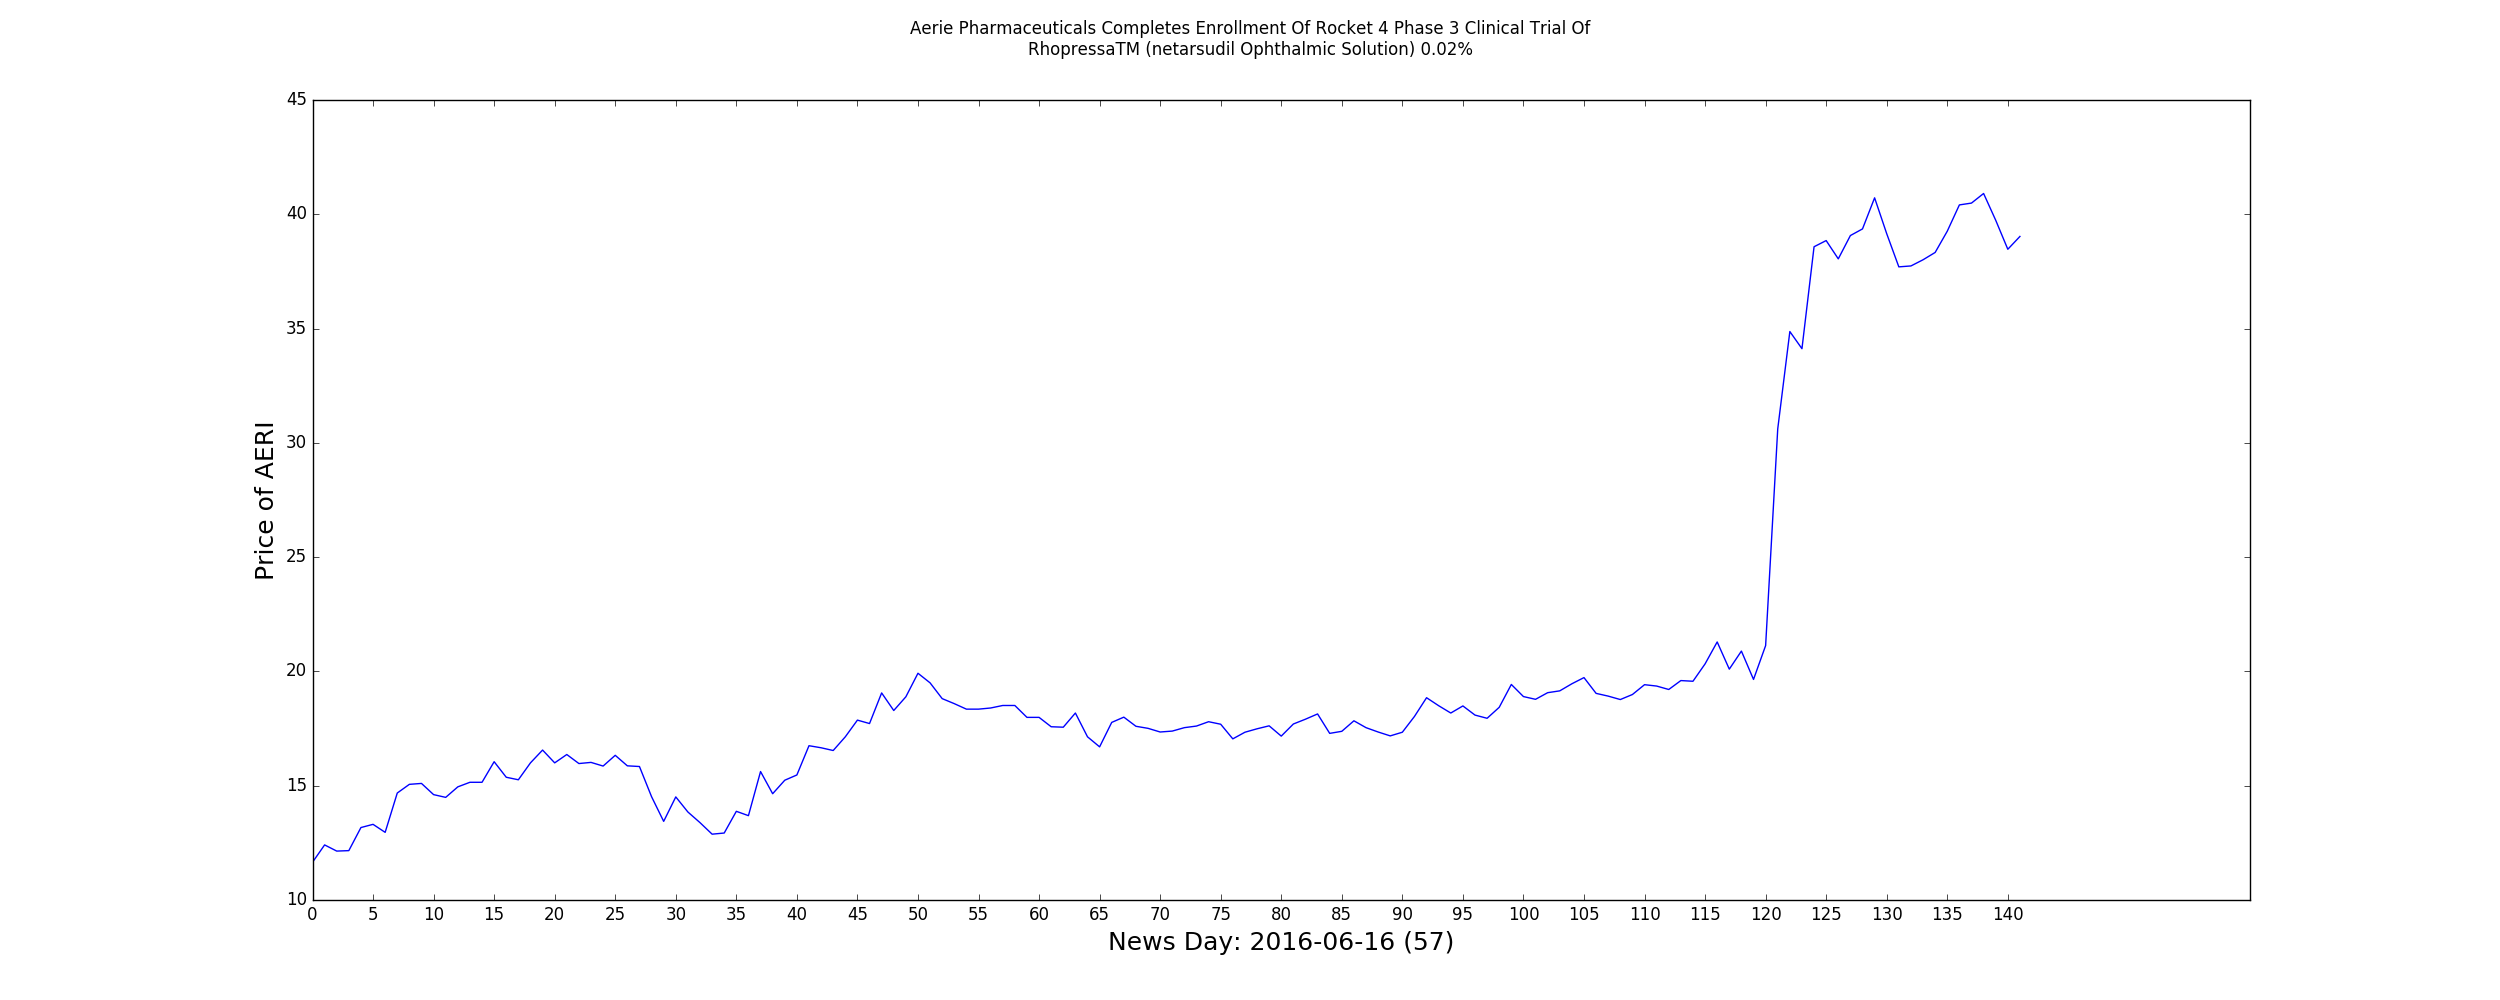 Aerie Pharmaceuticals Completes Enrollment Of Rocket 4 Phase 3 Clinical Trial Of
RhopressaTM (netarsudil Ophthalmic Solution) 0.02%
45
40
35
30
25
20
15
10
Price of AERI
0 5 10 15 20 25 30 35 40 45 50 55 60 65 70 75 80 85 90 95 100 105 110 115 120 125 130 135 140
News Day: 2016-06-16 (57)